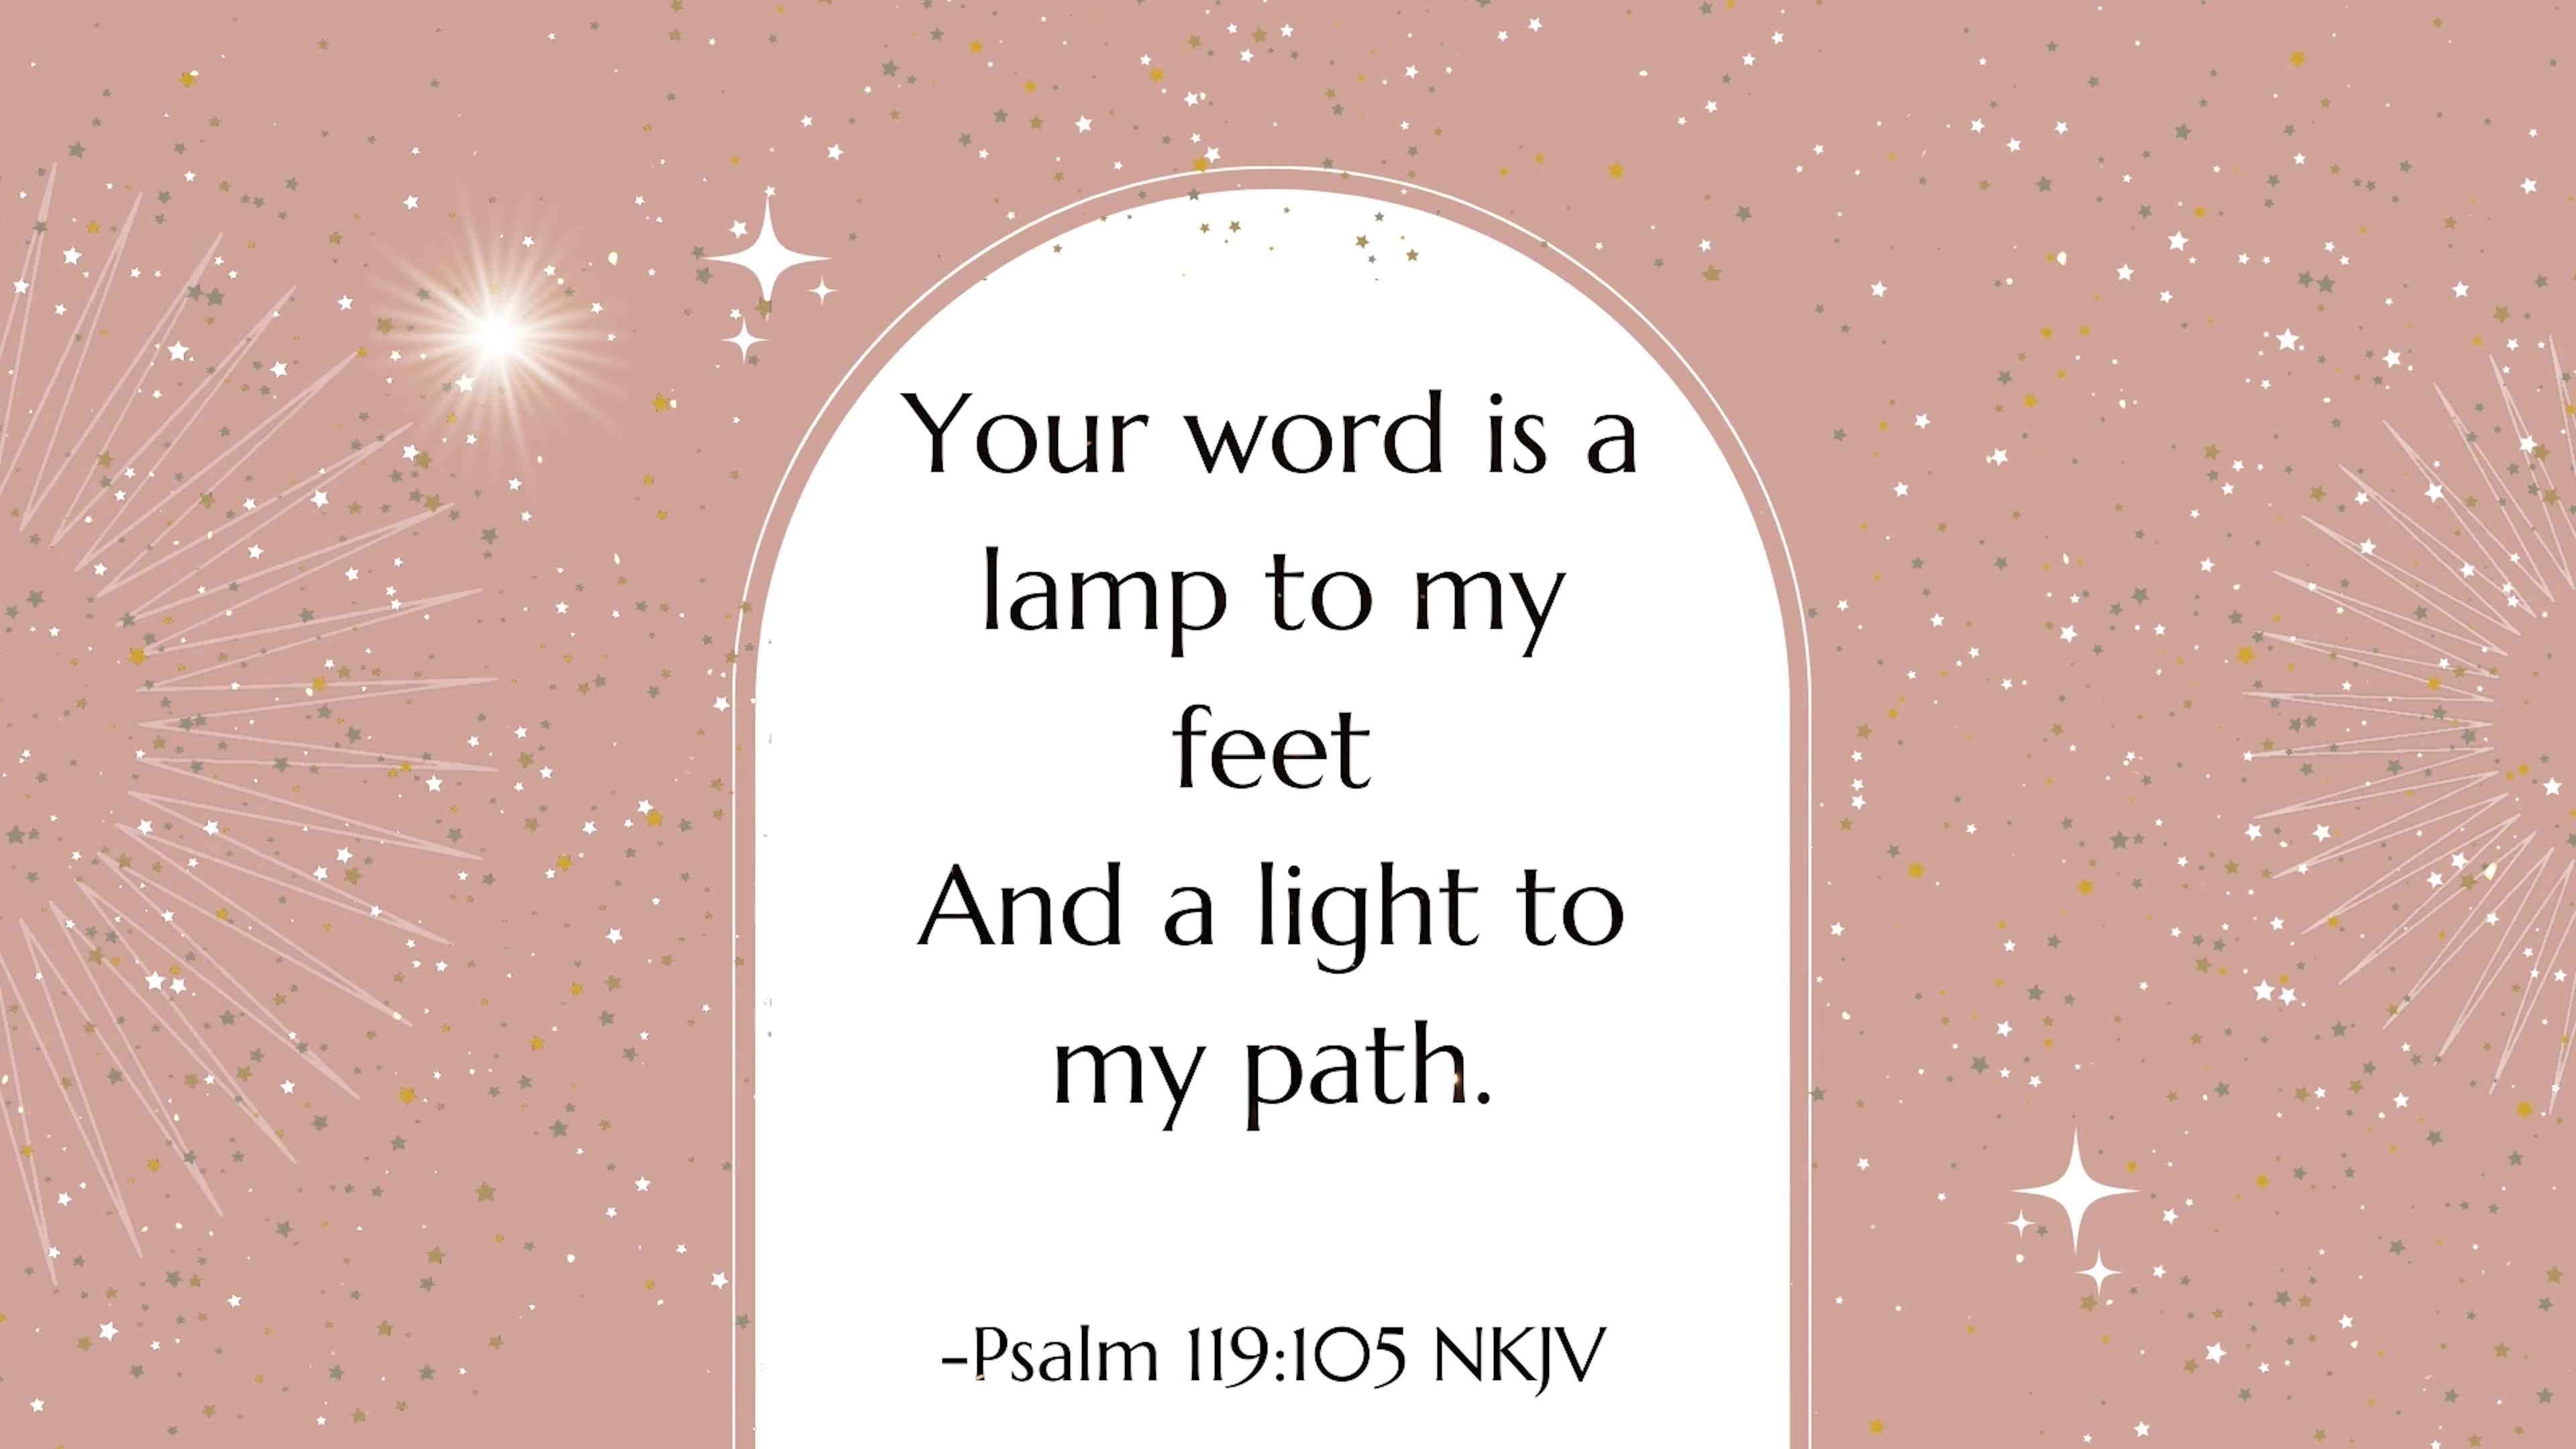 Your word is a
lamp to my
feet
And a light to
my path.
-Psalm 119:105 NKJV